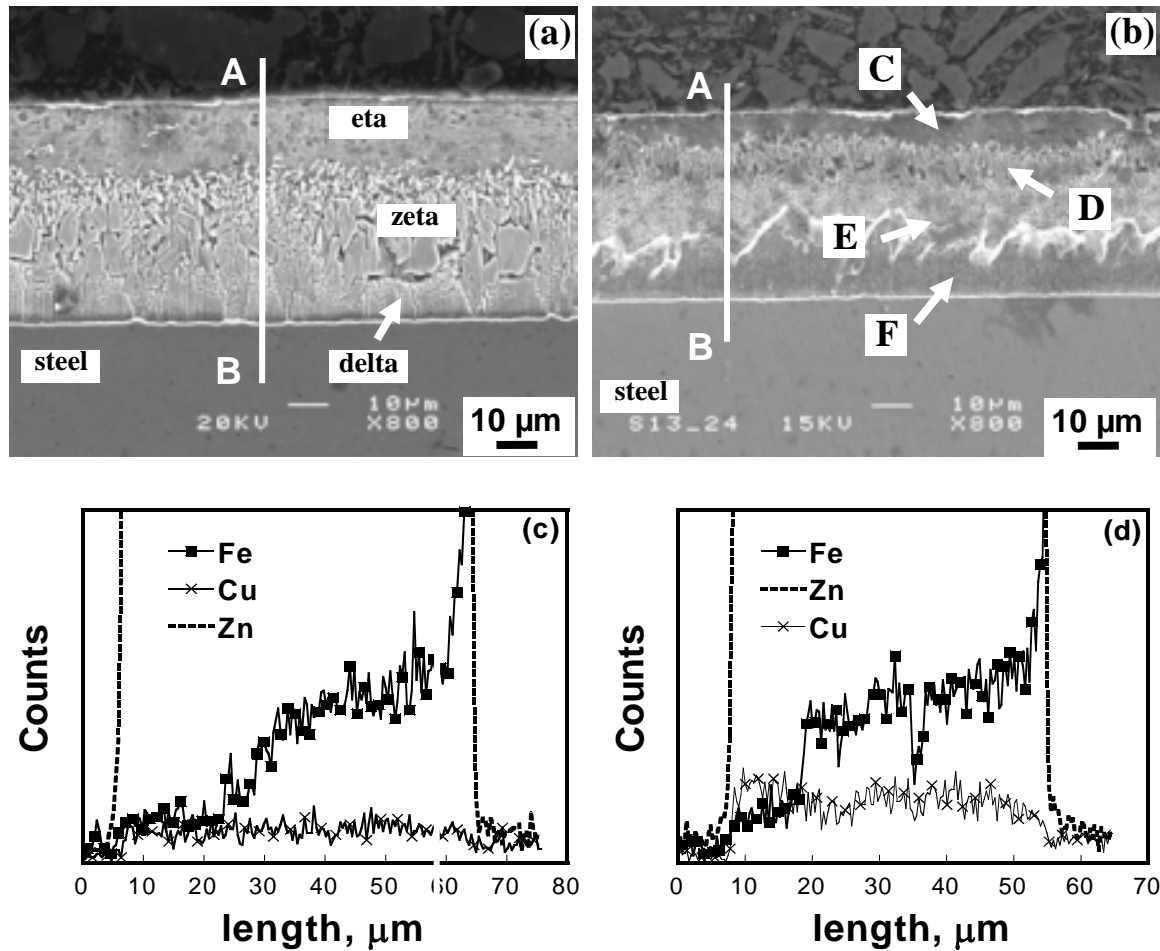 (a)
A
eta
zeta
steel
B
delta
20KV
10µm
X800
10 µm
(b)
A
C
D
E
B
F
steel
S13_24
15KV
10µm
X800
10 µm
(c)
Fe
Cu
Zn
Counts
0 10 20 30 40 50 60 70 80
length, µm
(d)
Fe
Zn
Cu
Counts
0 10 20 30 40 50 60 70
length, µm